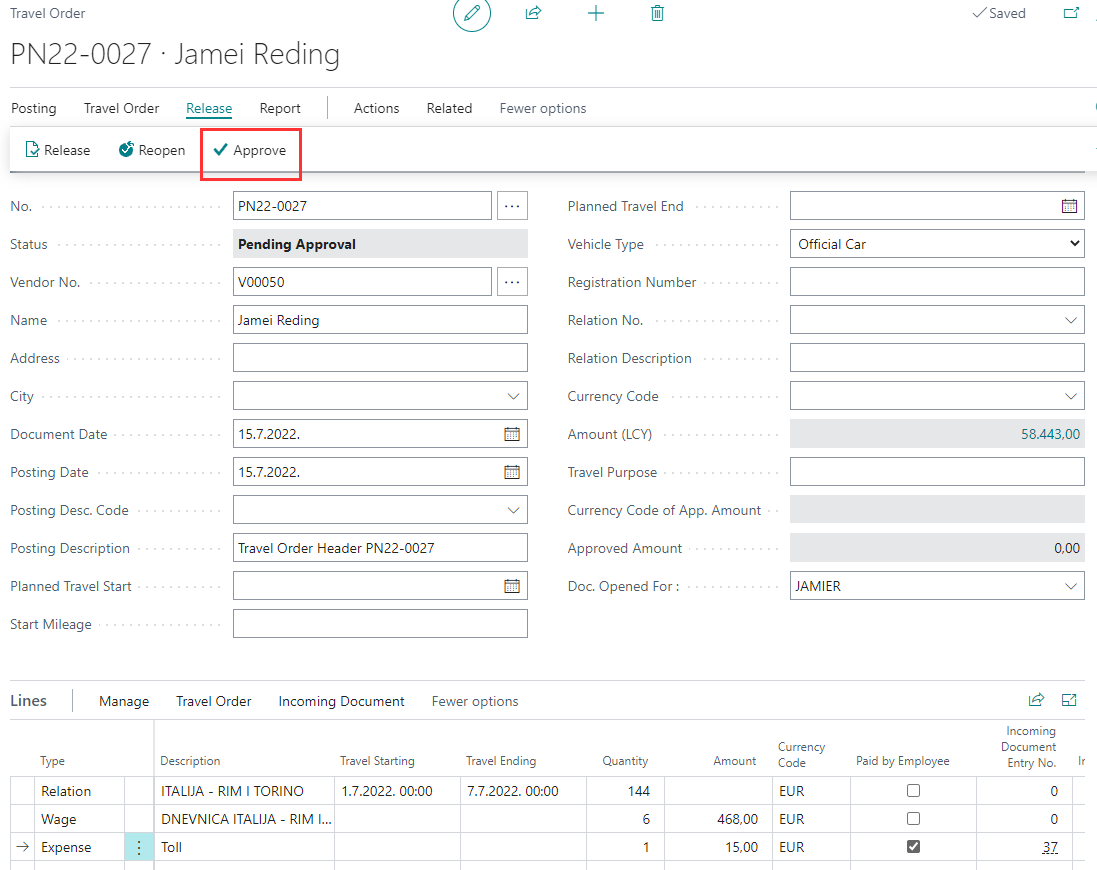 Travel Order
Saved
PN22-0027 · Jamei Reding
Posting Travel Order Release Report Actions Related Fewer options
Release Reopen Approve
No. PN22-0027 ...
Status Pending Approval
Vendor No. V00050 ...
Name Jamei Reding
Address
City
Document Date 15.7.2022.
Posting Date 15.7.2022.
Posting Desc. Code
Posting Description Travel Order Header PN22-0027
Planned Travel Start
Start Mileage
Planned Travel End
Vehicle Type Official Car
Registration Number
Relation No.
Relation Description
Currency Code
Amount (LCY) 58.443,00
Travel Purpose
Currency Code of App. Amount
Approved Amount 0,00
Doc. Opened For : JAMIER
Lines Manage Travel Order Incoming Document Fewer options
Type Description Travel Starting Travel Ending Quantity Amount Currency Code Paid by Employee Incoming Document Entry No.
Relation ITALIJA - RIM I TORINO 1.7.2022. 00:00 7.7.2022. 00:00 144 EUR 0
Wage DNEVNICA ITALIJA - RIM I... 6 468,00 EUR 0
Expense Toll 1 15,00 EUR 37